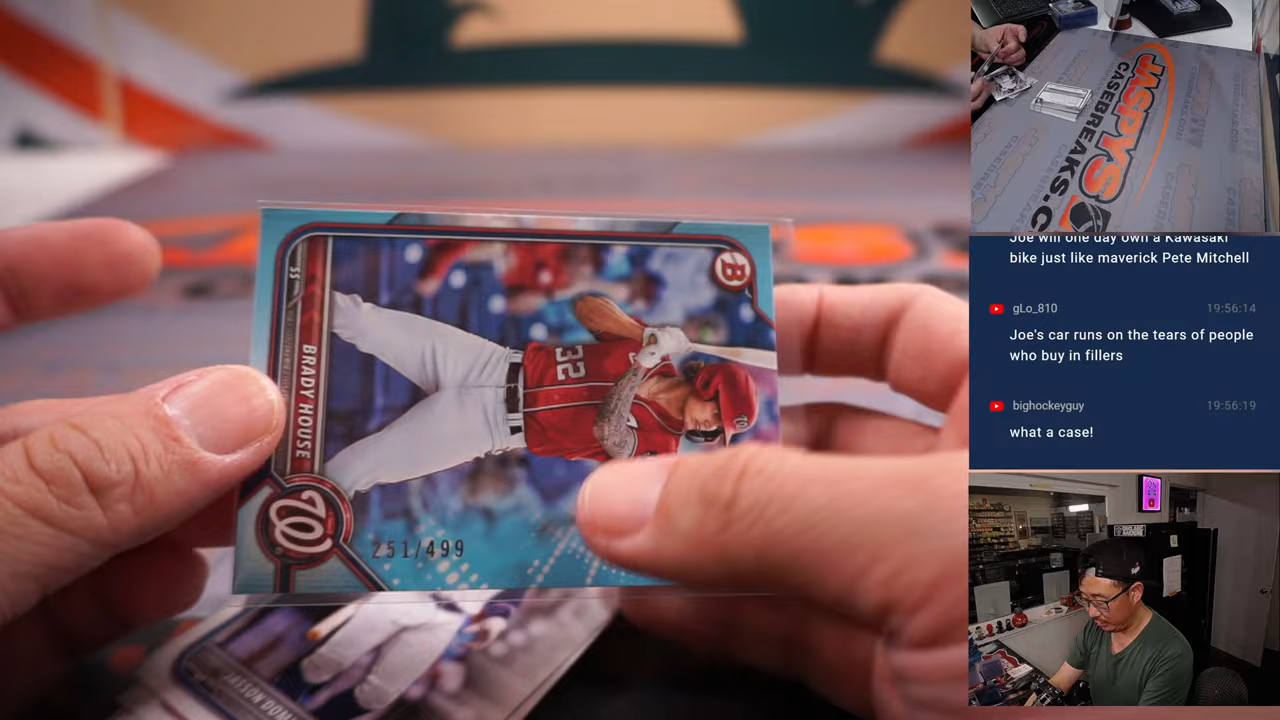 SS
BRADY HOUSE
W
251/499
B
32
JASSON DOM
JASPYS
CASEBREAKS.C
Joe will one day own a Kawasaki
bike just like maverick Pete Mitchell
gLo_810 19:56:14
Joe's car runs on the tears of people
who buy in fillers
bighockeyguy 19:56:19
what a case!